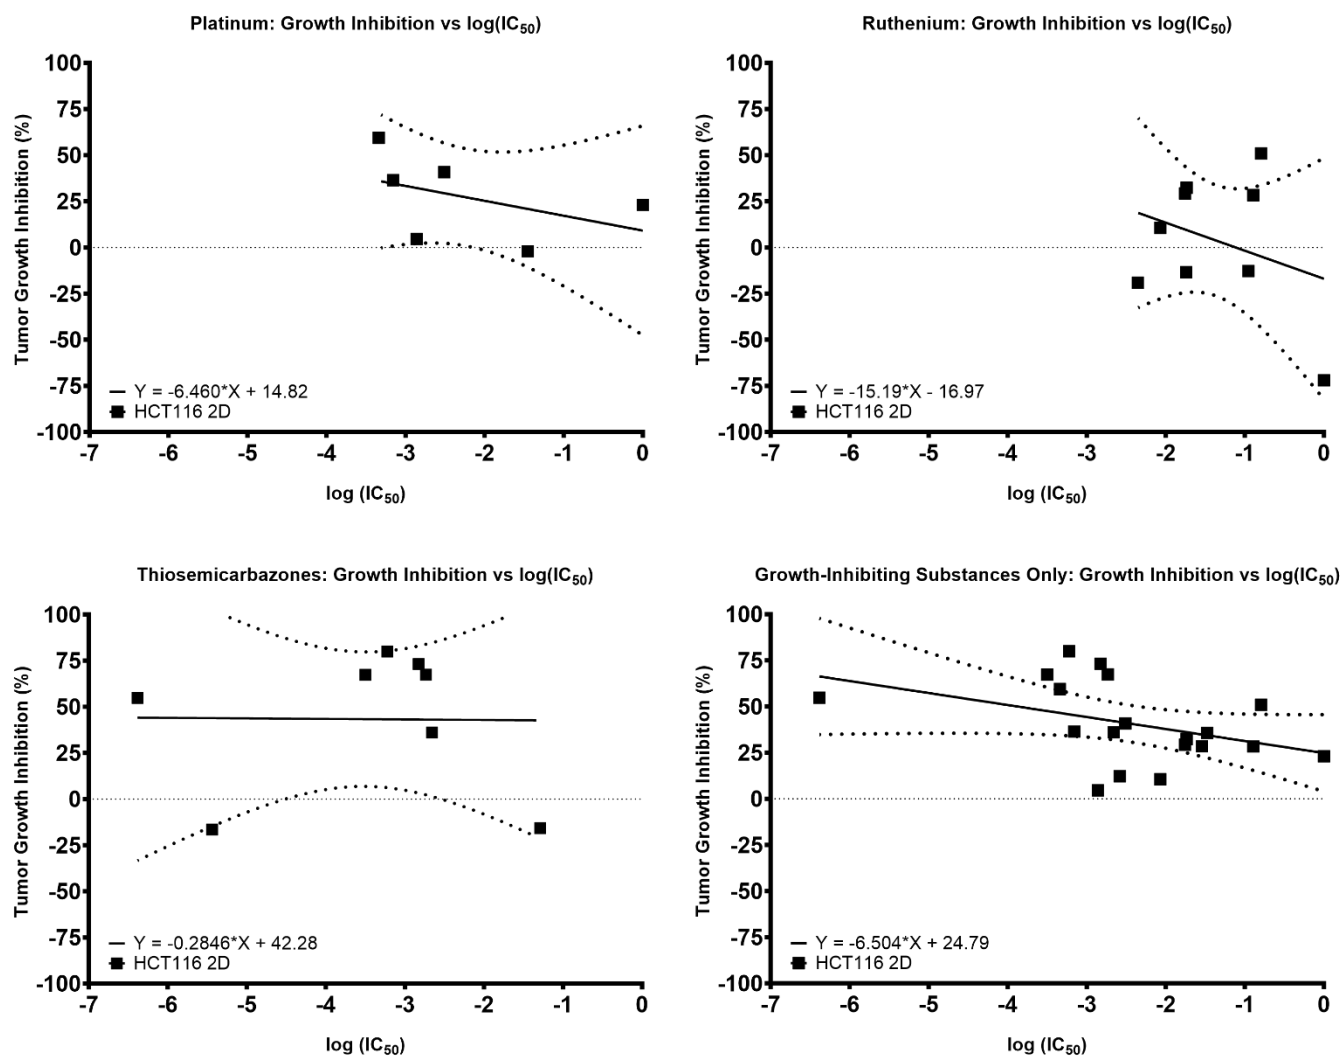 Platinum: Growth Inhibition vs log(IC50)
Tumor Growth Inhibition (%)
100
75
50
25
0
-25
-50
-75
-100
Y = -6.460*X + 14.82
HCT116 2D
-7 -6 -5 -4 -3 -2 -1 0
log (IC50)
Ruthenium: Growth Inhibition vs log(IC50)
Tumor Growth Inhibition (%)
100
75
50
25
0
-25
-50
-75
-100
Y = -15.19*X - 16.97
HCT116 2D
-7 -6 -5 -4 -3 -2 -1 0
log (IC50)
Thiosemicarbazones: Growth Inhibition vs log(IC50)
Tumor Growth Inhibition (%)
100
75
50
25
0
-25
-50
-75
-100
Y = -0.2846*X + 42.28
HCT116 2D
-7 -6 -5 -4 -3 -2 -1 0
log (IC50)
Growth-Inhibiting Substances Only: Growth Inhibition vs log(IC50)
Tumor Growth Inhibition (%)
100
75
50
25
0
-25
-50
-75
-100
Y = -6.504*X + 24.79
HCT116 2D
-7 -6 -5 -4 -3 -2 -1 0
log (IC50)